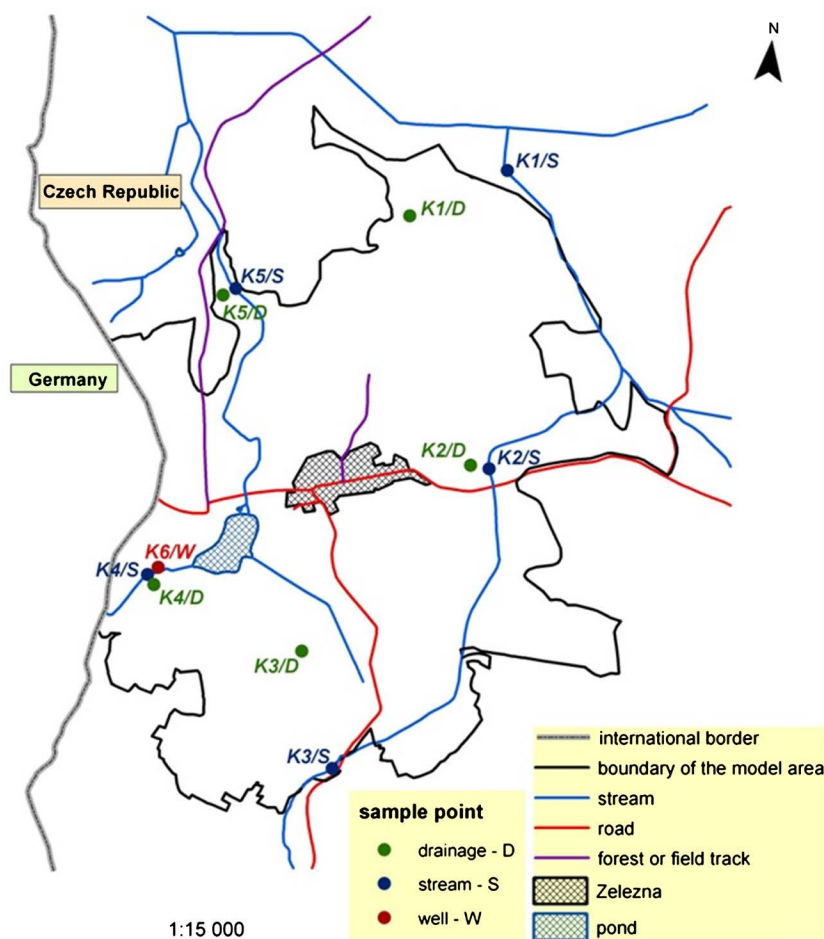 N
K1/S
Czech Republic
K1/D
K5/S
K5/D
Germany
K2/D
K2/S
K6/W
K4/S
K4/D
K3/D
K3/S
international border
boundary of the model area
stream
road
forest or field track
Zelezna
pond
sample point
drainage - D
stream - S
well - W
1:15 000